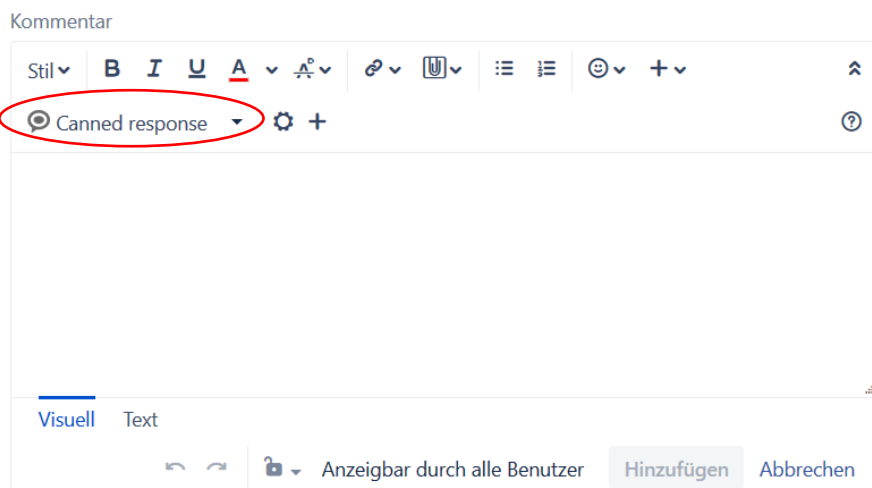 Kommentar
Stil B I U A
Canned response
Visuell Text
Anzeigbar durch alle Benutzer Hinzufügen Abbrechen